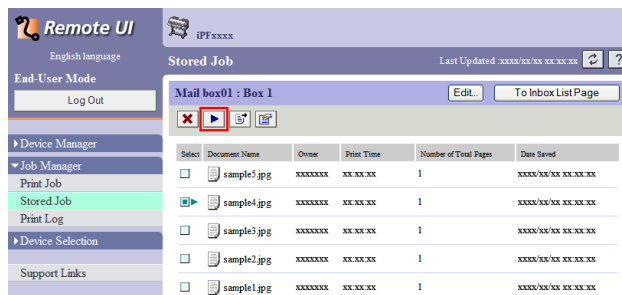 Remote UI
iPFxxxx
English language
Stored Job
Last Updated :xxxx/xx/xx xx:xx:xx
?
End-User Mode
Log Out
Mail box01 : Box 1
Edit...
To Inbox List Page
Device Manager
Job Manager
Print Job
Stored Job
Print Log
Device Selection
Support Links
Select Document Name Owner Print Time Number of Total Pages Date Saved
sample5.jpg xxxxxxx xx:xx:xx 1 xxxx/xx/xx xx:xx:xx
sample4.jpg xxxxxxx xx:xx:xx 1 xxxx/xx/xx xx:xx:xx
sample3.jpg xxxxxxx xx:xx:xx 1 xxxx/xx/xx xx:xx:xx
sample2.jpg xxxxxxx xx:xx:xx 1 xxxx/xx/xx xx:xx:xx
sample1.jpg xxxxxxx xx:xx:xx 1 xxxx/xx/xx xx:xx:xx